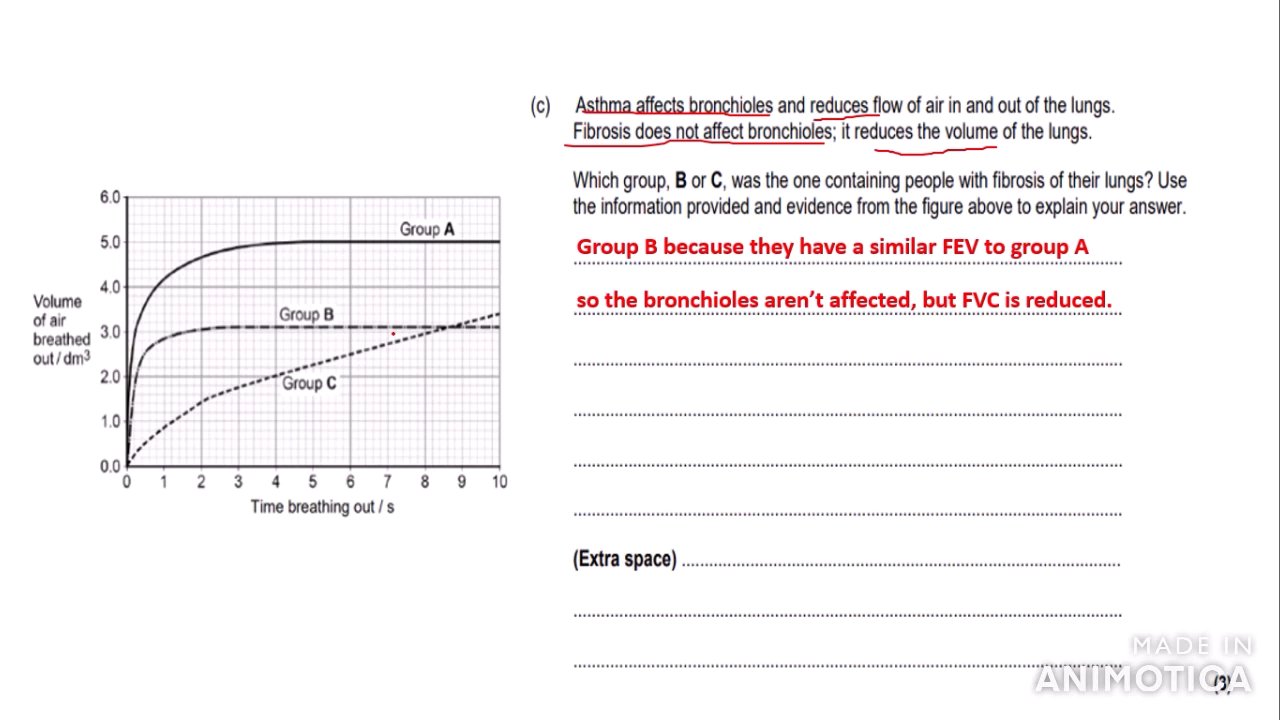 (c) Asthma affects bronchioles and reduces flow of air in and out of the lungs.
Fibrosis does not affect bronchioles; it reduces the volume of the lungs.
Which group, B or C, was the one containing people with fibrosis of their lungs? Use
the information provided and evidence from the figure above to explain your answer.
Group B because they have a similar FEV to group A
so the bronchioles aren't affected, but FVC is reduced.
(Extra space)
(3)
6.0
5.0
4.0
3.0
2.0
1.0
0.0
Volume
of air
breathed
out / dm3
Group A
Group B
Group C
0 1 2 3 4 5 6 7 8 9 10
Time breathing out / s
MADE IN
ANIMOTICA